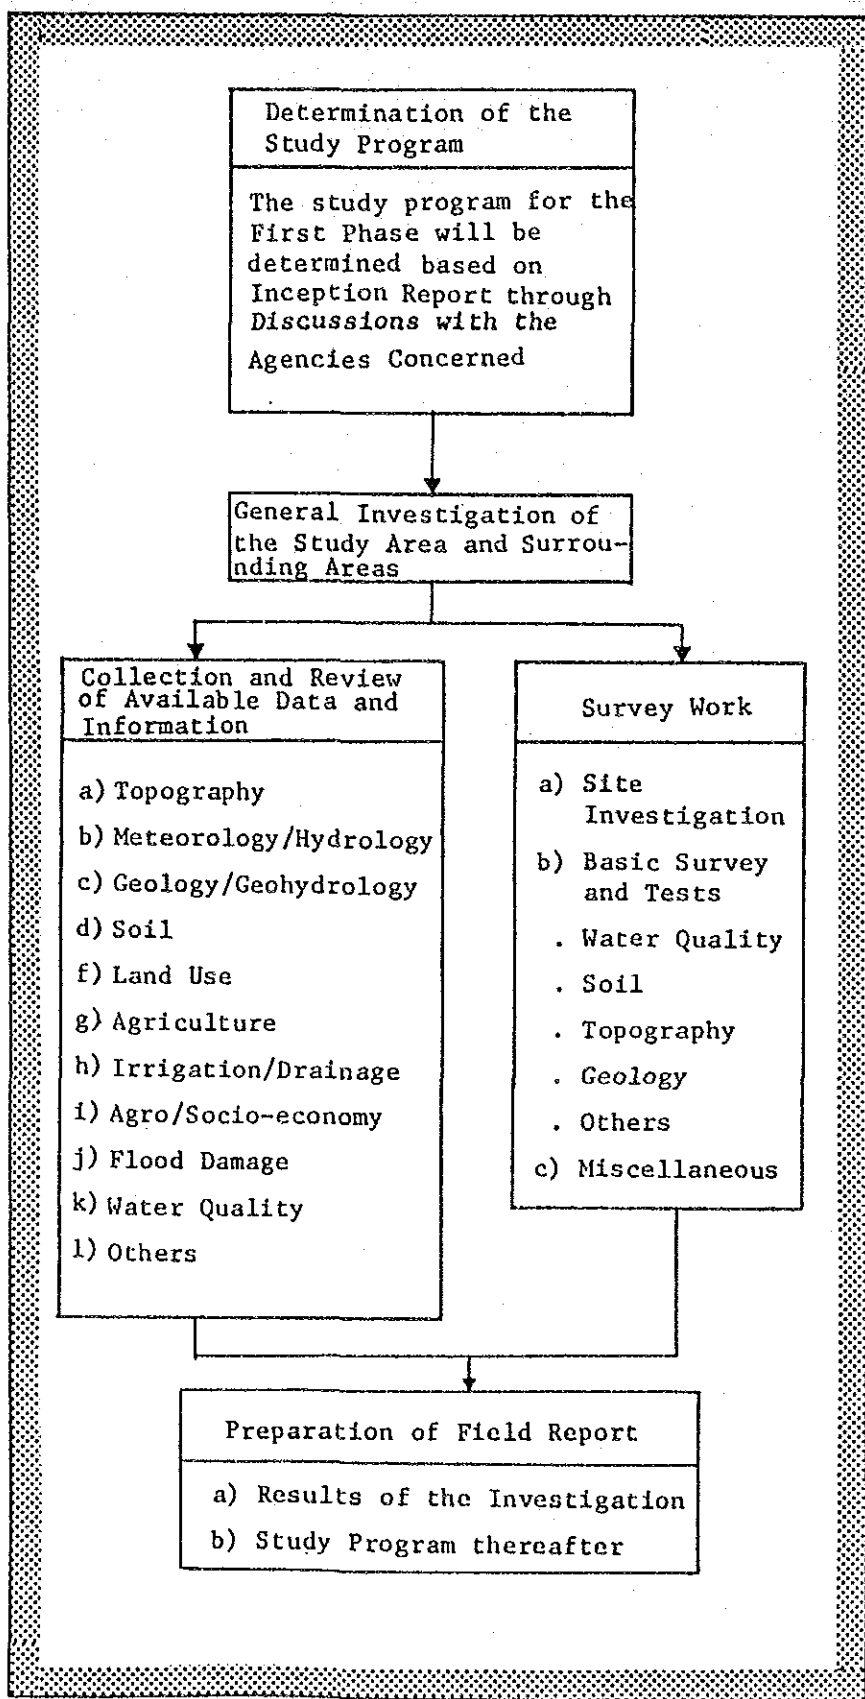 Determination of the
Study Program
The study program for the
First Phase will be
determined based on
Inception Report through
Discussions with the
Agencies Concerned
General Investigation of
the Study Area and Surrou-
nding Areas
Collection and Review
of Available Data and
Information
a) Topography
b) Meteorology/Hydrology
c) Geology/Geohydrology
d) Soil
f) Land Use
g) Agriculture
h) Irrigation/Drainage
i) Agro/Socio-economy
j) Flood Damage
k) Water Quality
l) Others
Survey Work
a) Site
Investigation
b) Basic Survey
and Tests
. Water Quality
. Soil
. Topography
. Geology
. Others
c) Miscellaneous
Preparation of Field Report
a) Results of the Investigation
b) Study Program thereafter